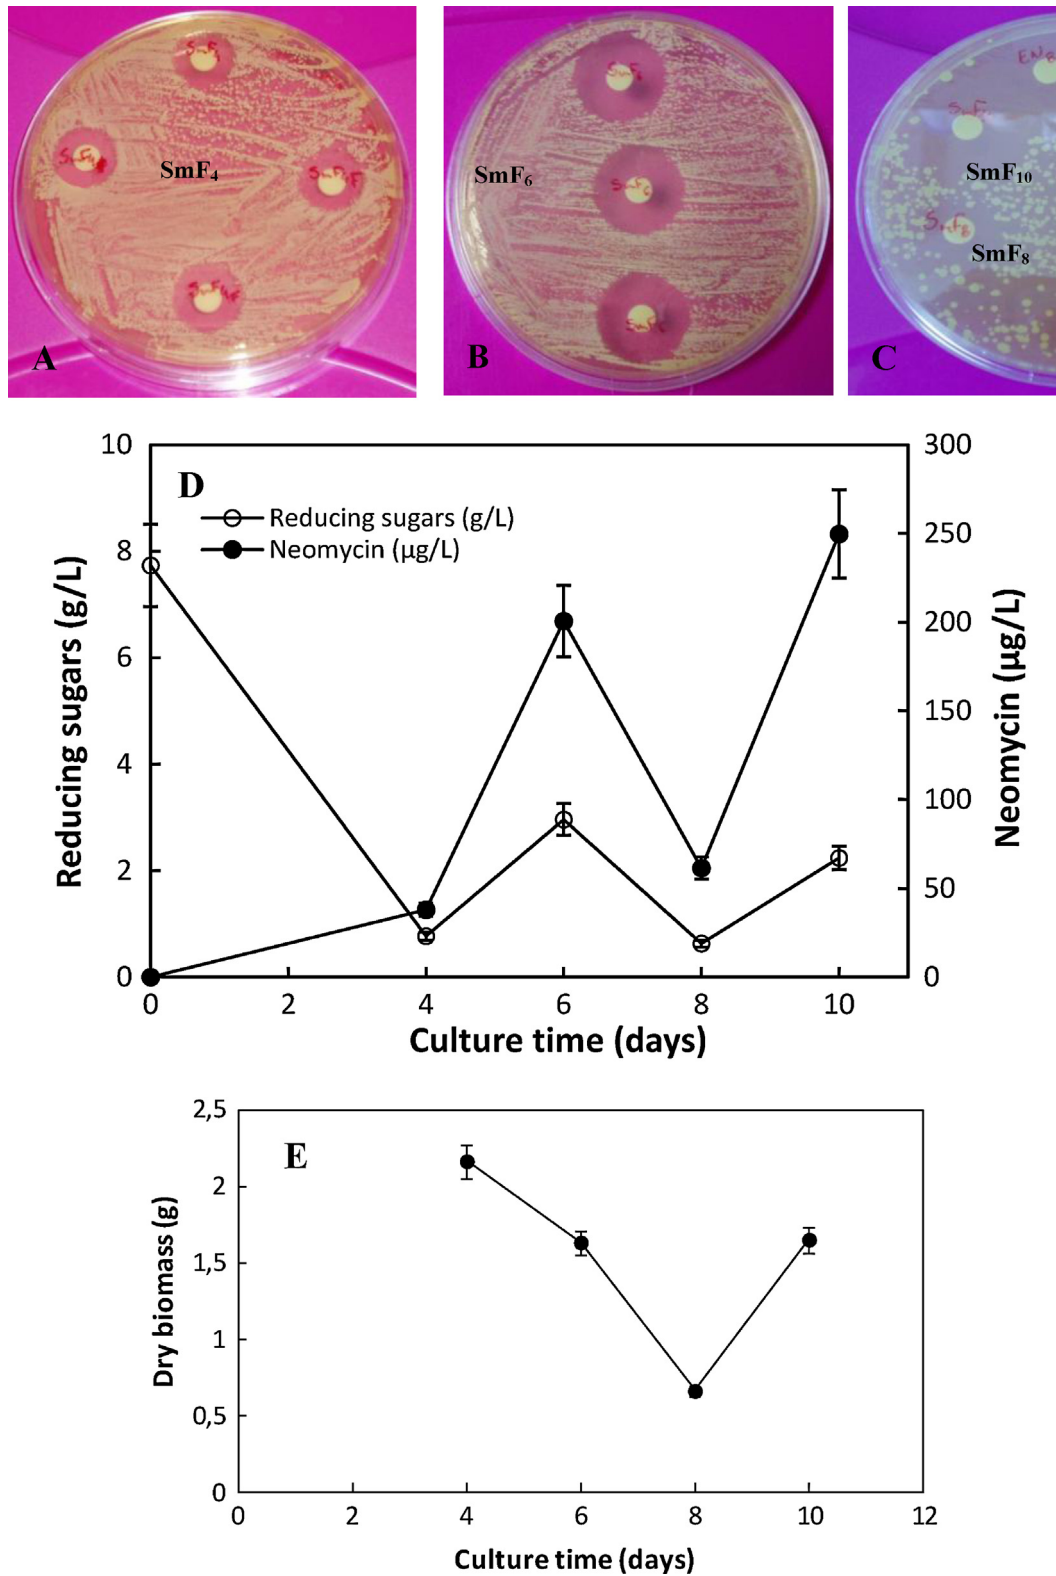 SmF4
A
SmF6
B
SmF10
SmF8
C
D
Reducing sugars (g/L)
Neomycin (µg/L)
10
8
6
4
2
0
Reducing sugars (g/L)
300
250
200
150
100
50
0
Neomycin (µg/L)
0 2 4 6 8 10
Culture time (days)
E
2,5
2
1,5
1
0,5
0
Dry biomass (g)
0 2 4 6 8 10 12
Culture time (days)